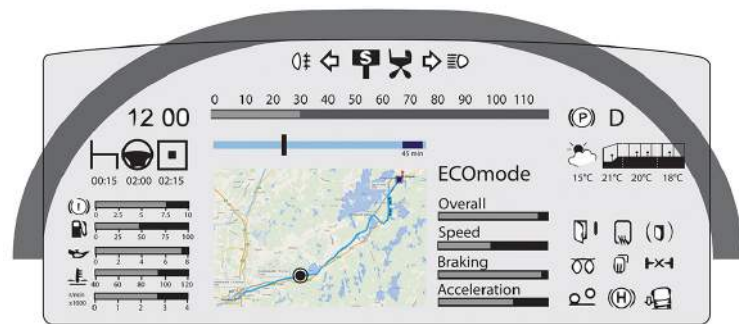 $
0 10 20 30 40 50 60 70 80 90 100 110
12 00
(P) D
45 min
00:15 02:00 02:15
15°C 21°C 20°C 18°C
ECOmode
Overall
Speed
Braking
Acceleration
(!)
0 2.5 5 7.5 10
0 25 50 75 100
0 2 4 6 8
40 60 80 100 120
r/min
x1000
0 1 2 3 4
(H)